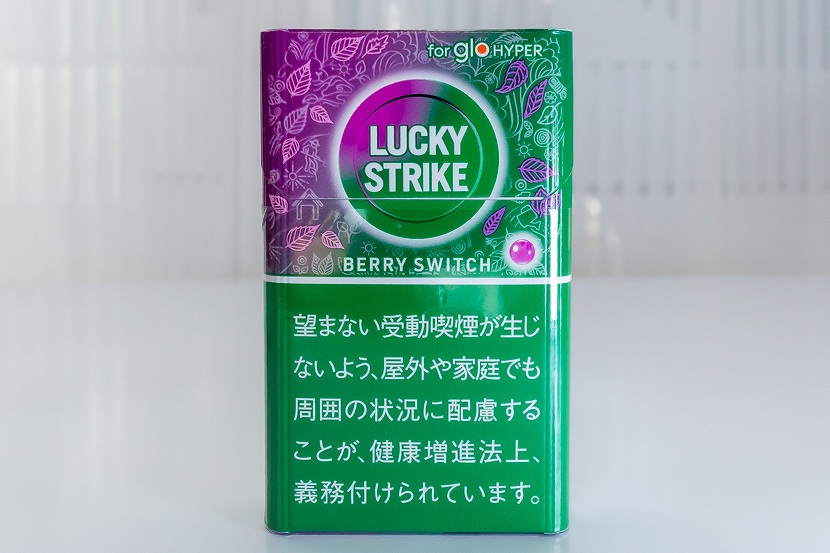 for glo HYPER
LUCKY
STRIKE
BERRY SWITCH
望まない受動喫煙が生じ
ないよう、屋外や家庭でも
周囲の状況に配慮する
ことが、健康増進法上、
義務付けられています。